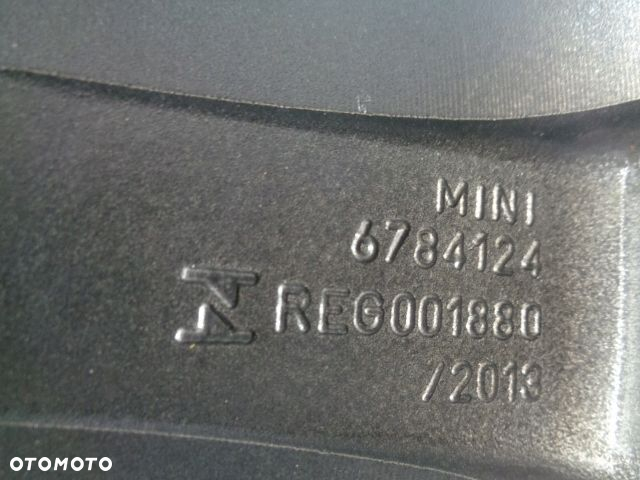 MINI
6784124
REG001880
/2013
OTOMOTO